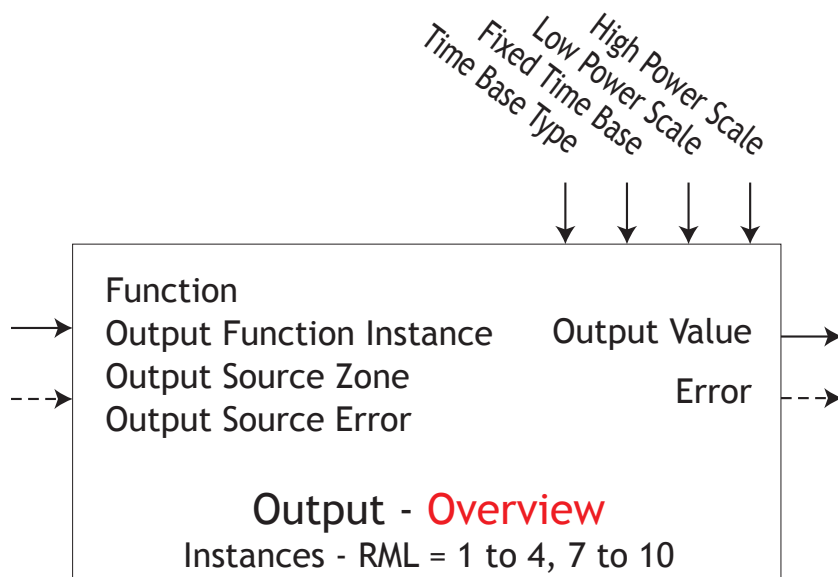 Time Base Type
Fixed Time Base
Low Power Scale
High Power Scale
Function
Output Function Instance
Output Source Zone
Output Source Error
Output Value
Error
Output - Overview
Instances - RML = 1 to 4, 7 to 10